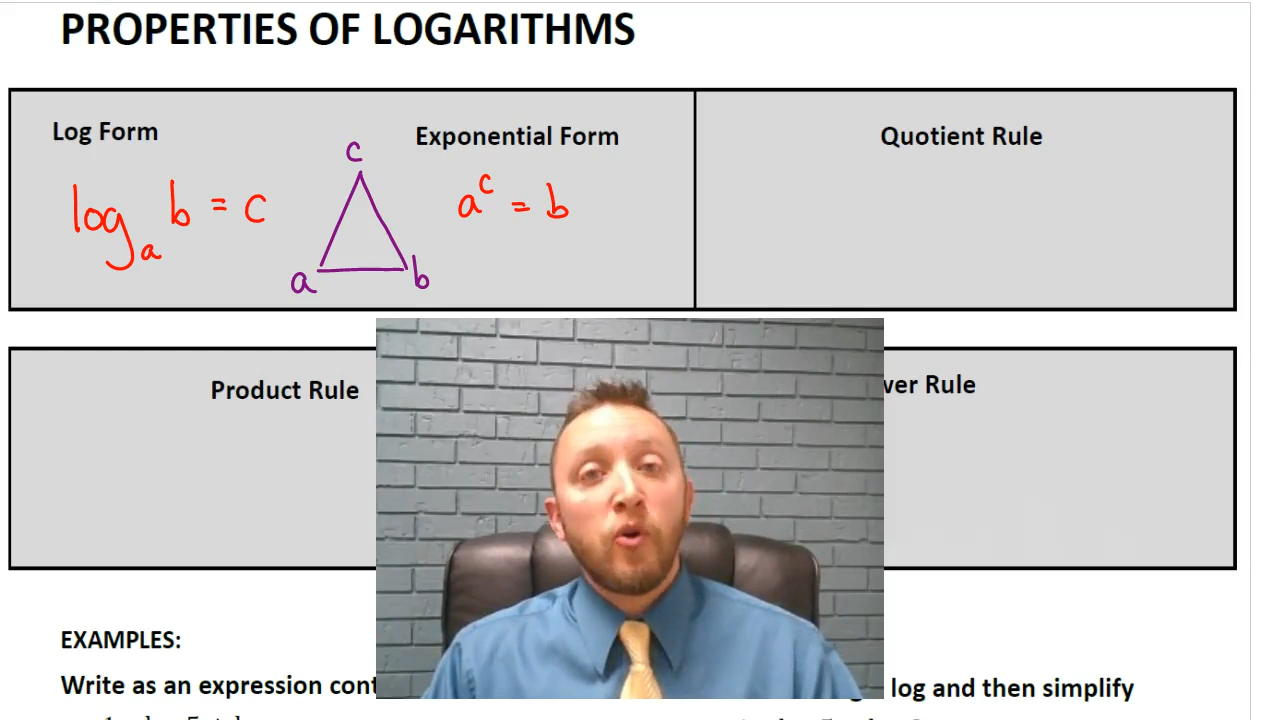 PROPERTIES OF LOGARITHMS
Log Form
Exponential Form
Quotient Rule
c
log_a b = c
a^c = b
a
b
Product Rule
ver Rule
EXAMPLES:
Write as an expression cont
log and then simplify